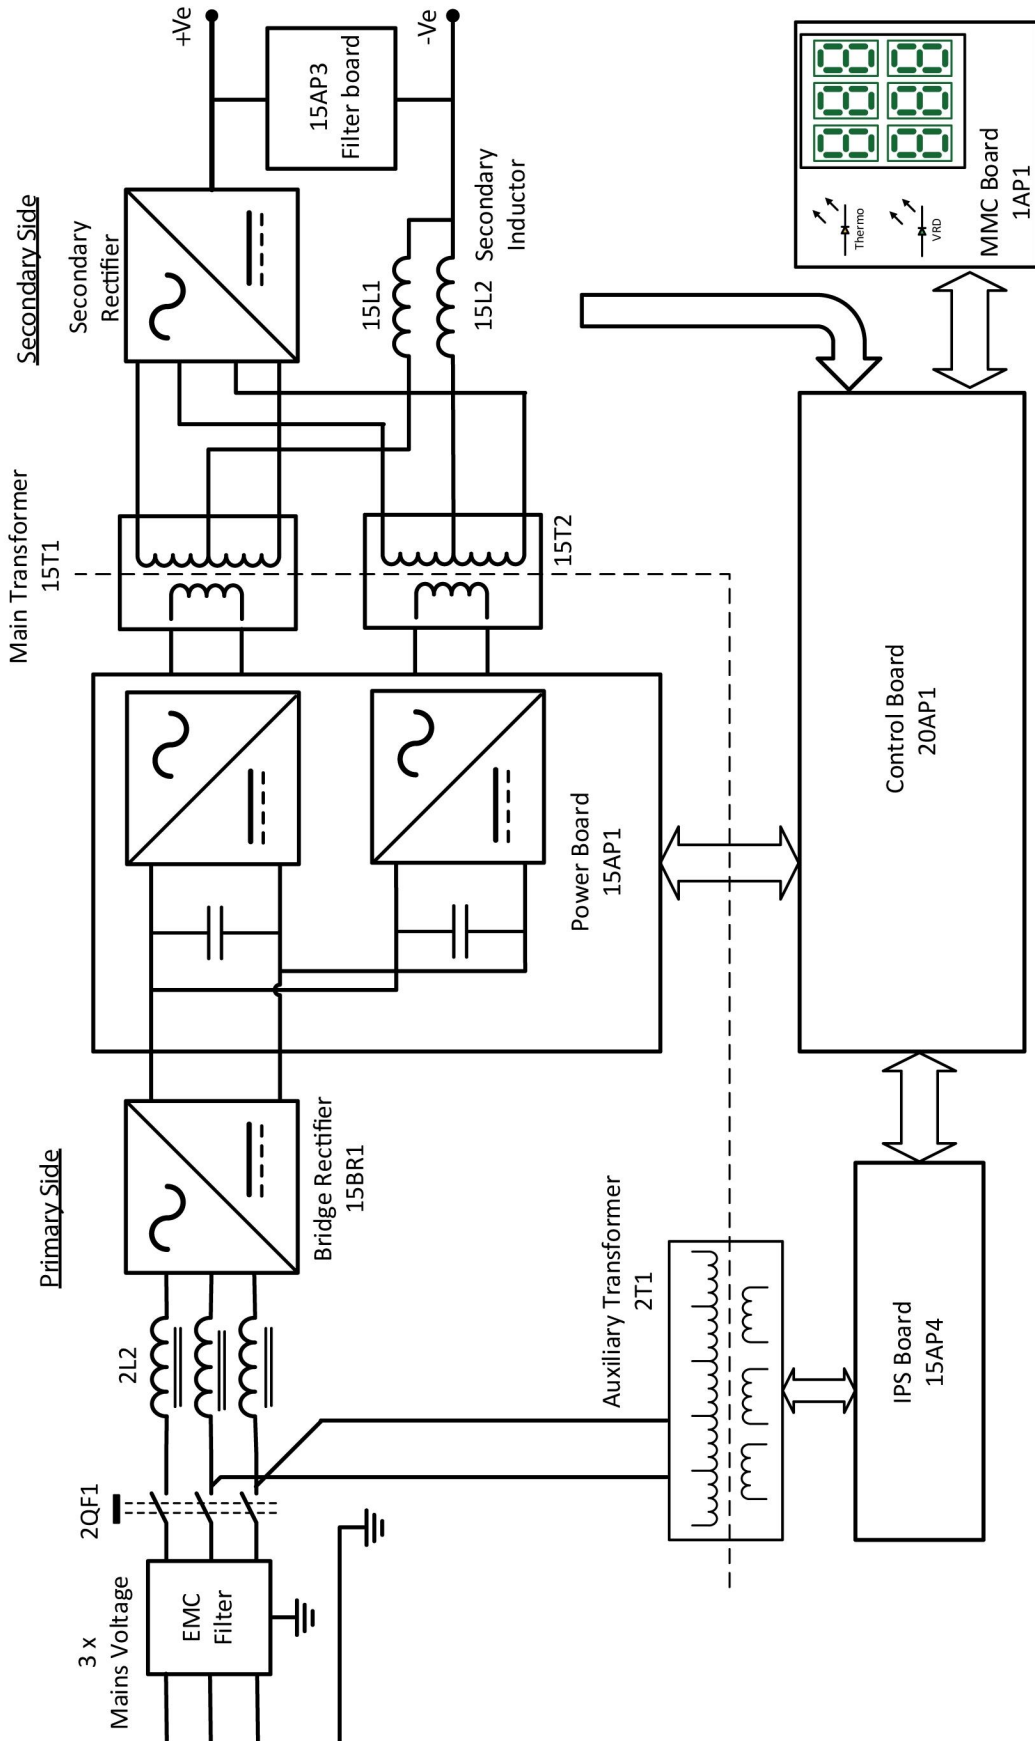 Primary Side
Secondary Side
3 x
Mains Voltage
EMC
Filter
2QF1
2L2
Bridge Rectifier
15BR1
Power Board
15AP1
Main Transformer
15T1
15T2
Secondary
Rectifier
15L1
15L2
Secondary
Inductor
+Ve
-Ve
15AP3
Filter board
Auxiliary Transformer
2T1
IPS Board
15AP4
Control Board
20AP1
Thermo
VRD
888
888
MMC Board
1AP1